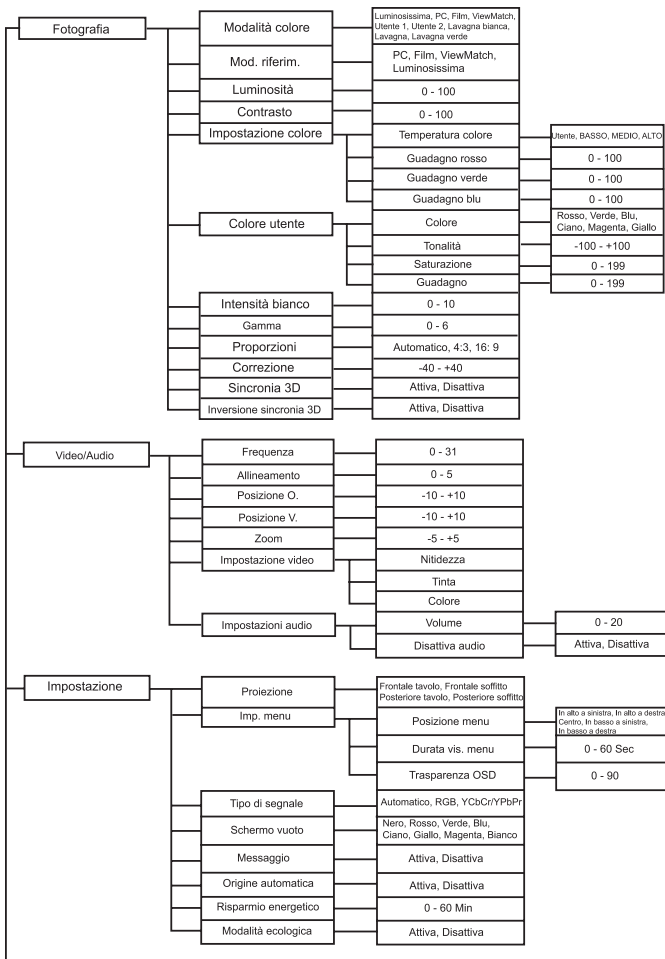 Fotografia
Modalità colore
Luminosissima, PC, Film, ViewMatch,
Utente 1, Utente 2, Lavagna bianca,
Lavagna, Lavagna verde
Mod. riferim.
PC, Film, ViewMatch,
Luminosissima
Luminosità
0 - 100
Contrasto
0 - 100
Impostazione colore
Temperatura colore
Utente, BASSO, MEDIO, ALTO
Guadagno rosso
0 - 100
Guadagno verde
0 - 100
Guadagno blu
0 - 100
Colore utente
Colore
Rosso, Verde, Blu,
Ciano, Magenta, Giallo
Tonalità
-100 - +100
Saturazione
0 - 199
Guadagno
0 - 199
Intensità bianco
0 - 10
Gamma
0 - 6
Proporzioni
Automatico, 4:3, 16: 9
Correzione
-40 - +40
Sincronia 3D
Attiva, Disattiva
Inversione sincronia 3D
Attiva, Disattiva
Video/Audio
Frequenza
0 - 31
Allineamento
0 - 5
Posizione O.
-10 - +10
Posizione V.
-10 - +10
Zoom
-5 - +5
Impostazione video
Nitidezza
Tinta
Colore
Impostazioni audio
Volume
0 - 20
Disattiva audio
Attiva, Disattiva
Impostazione
Proiezione
Frontale tavolo, Frontale soffitto
Posteriore tavolo, Posteriore soffitto
Imp. menu
Posizione menu
In alto a sinistra, In alto a destra
Centro, In basso a sinistra,
In basso a destra
Durata vis. menu
0 - 60 Sec
Trasparenza OSD
0 - 90
Tipo di segnale
Automatico, RGB, YCbCr/YPbPr
Schermo vuoto
Nero, Rosso, Verde, Blu,
Ciano, Giallo, Magenta, Bianco
Messaggio
Attiva, Disattiva
Origine automatica
Attiva, Disattiva
Risparmio energetico
0 - 60 Min
Modalità ecologica
Attiva, Disattiva